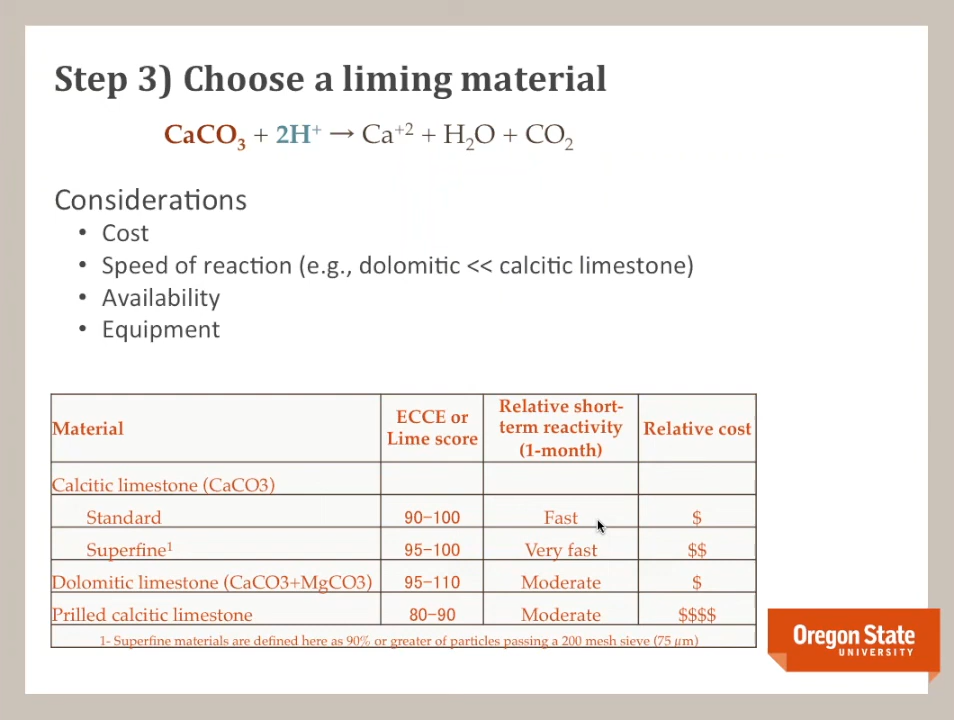 Step 3) Choose a liming material
CaCO₃ + 2H⁺ → Ca⁺² + H₂O + CO₂
Considerations
• Cost
• Speed of reaction (e.g., dolomitic << calcitic limestone)
• Availability
• Equipment
Material
ECCE or
Lime score
Relative short-
term reactivity
(1-month)
Relative cost
Calcitic limestone (CaCO3)
Standard 90-100 Fast $
Superfine¹ 95-100 Very fast $$
Dolomitic limestone (CaCO3+MgCO3) 95-110 Moderate $
Prilled calcitic limestone 80-90 Moderate $$$$
1- Superfine materials are defined here as 90% or greater of particles passing a 200 mesh sieve (75 μm)
Oregon State
UNIVERSITY